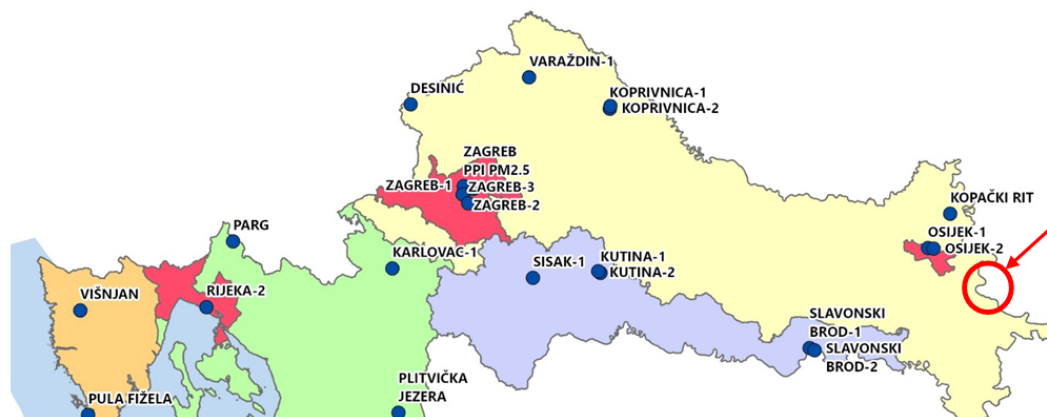 VARAŽDIN-1
DESINIĆ
KOPRIVNICA-1
KOPRIVNICA-2
ZAGREB
PPI PM2.5
ZAGREB-1
ZAGREB-3
ZAGREB-2
KOPAČKI RIT
PARG
OSIJEK-1
OSIJEK-2
KARLOVAC-1
SISAK-1
KUTINA-1
KUTINA-2
VIŠNJAN
RIJEKA-2
SLAVONSKI
BROD-1
SLAVONSKI
BROD-2
PLITVIČKA
JEZERA
PULA FIŽELA